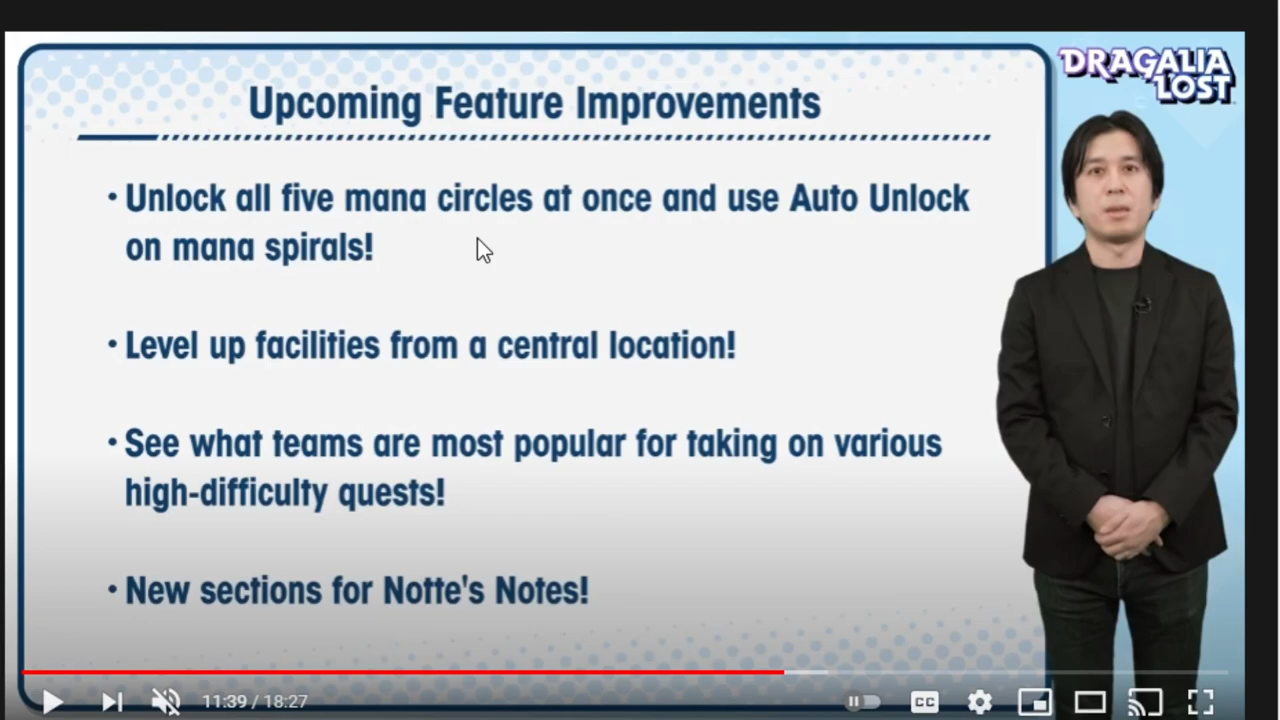 DRAGALIA
LOST
Upcoming Feature Improvements
• Unlock all five mana circles at once and use Auto Unlock
on mana spirals!
• Level up facilities from a central location!
• See what teams are most popular for taking on various
high-difficulty quests!
• New sections for Notte's Notes!
11:39 / 18:27
CC